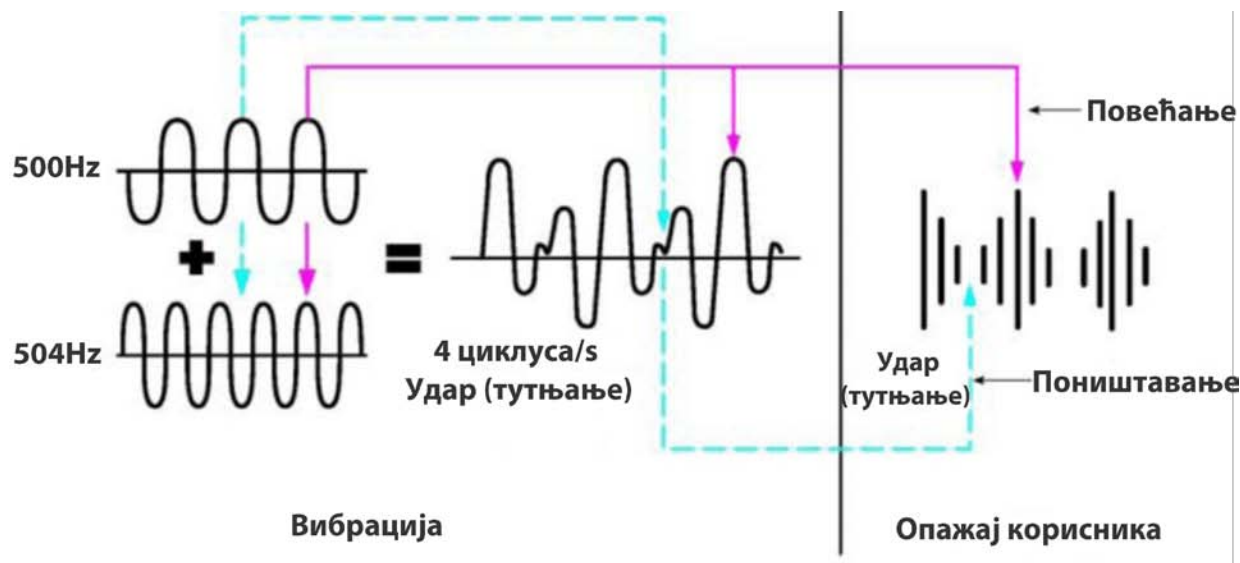 Повећање
500Hz
504Hz
4 циклуса/s
Удар (тутњање)
Удар
(тутњање)
Поништавање
Вибрација
Опажај корисника